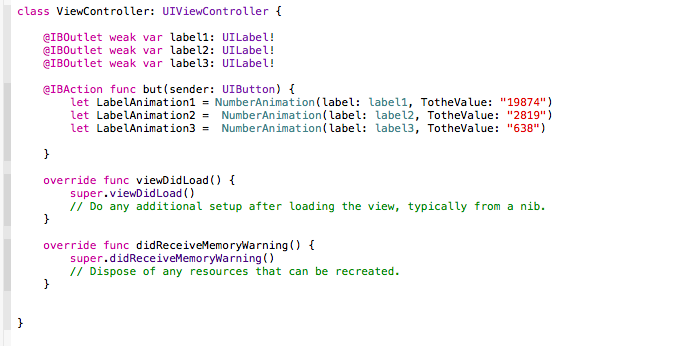 class ViewController: UIViewController {
@IBOutlet weak var label1: UILabel!
@IBOutlet weak var label2: UILabel!
@IBOutlet weak var label3: UILabel!
@IBAction func but(sender: UIButton) {
let LabelAnimation1 = NumberAnimation(label: label1, TotheValue: "19874")
let LabelAnimation2 =  NumberAnimation(label: label2, TotheValue: "2819")
let LabelAnimation3 =  NumberAnimation(label: label3, TotheValue: "638")
}
override func viewDidLoad() {
super.viewDidLoad()
// Do any additional setup after loading the view, typically from a nib.
}
override func didReceiveMemoryWarning() {
super.didReceiveMemoryWarning()
// Dispose of any resources that can be recreated.
}
}